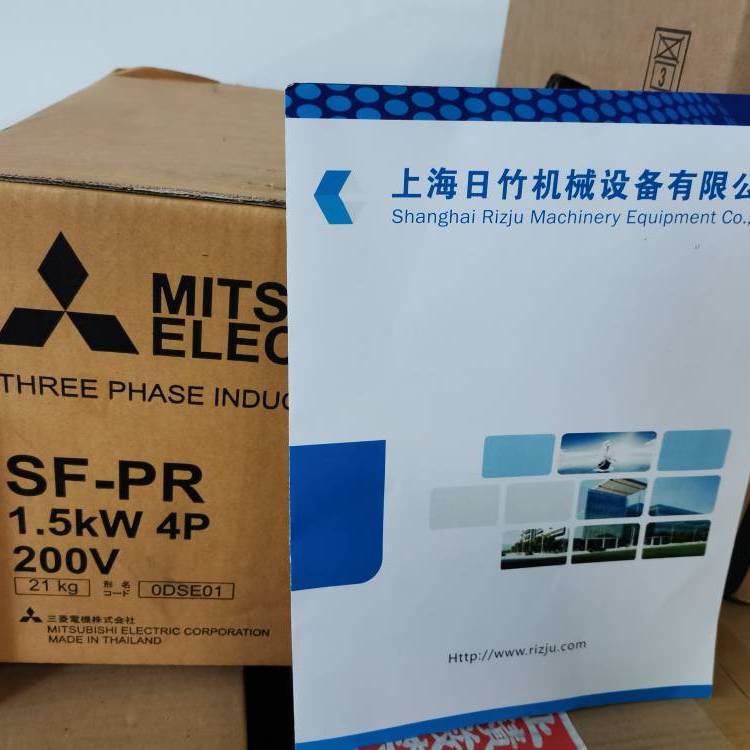 MITS
ELEC
THREE PHASE INDUC
SF-PR
1.5kW 4P
200V
21 kg 形名コード 0DSE01
三菱電機株式会社
MITSUBISHI ELECTRIC CORPORATION
MADE IN THAILAND
上海日竹机械设备有限公
Shanghai Rizju Machinery Equipment Co.,
Http://www.rizju.com
3